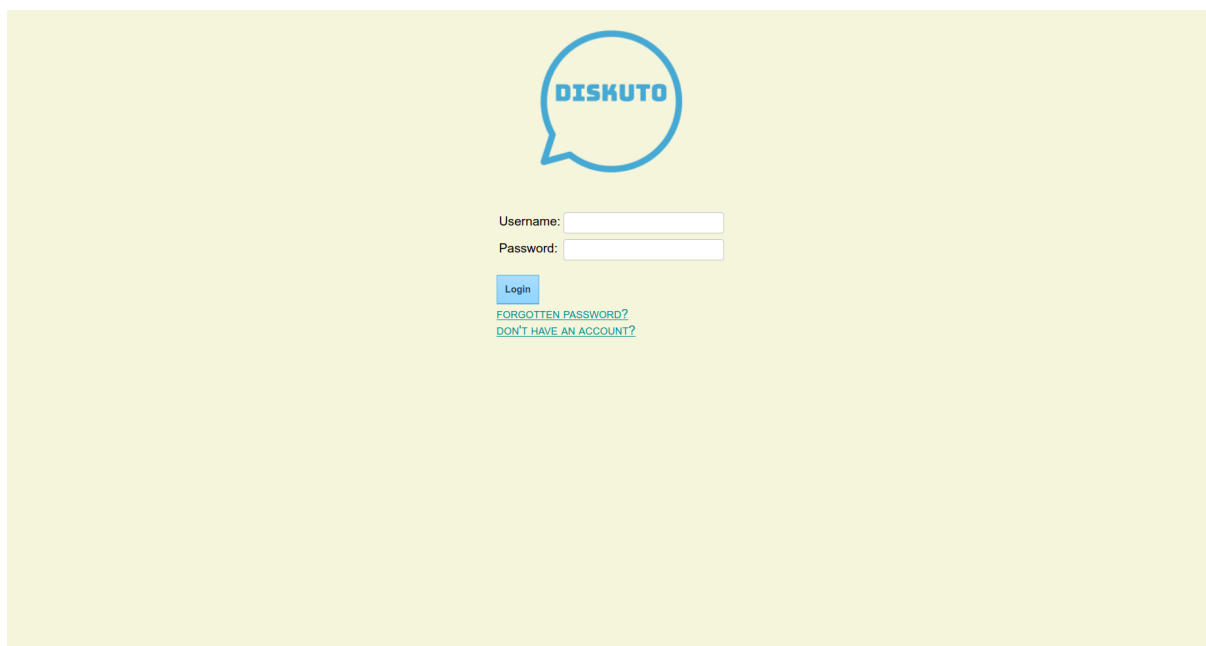 DISKUTO
Username:
Password:
Login
FORGOTTEN PASSWORD?
DON'T HAVE AN ACCOUNT?